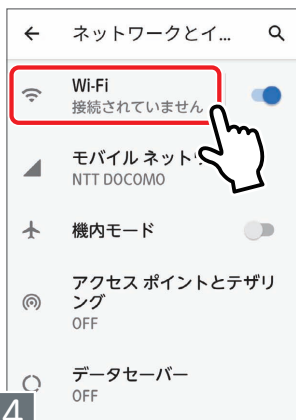 ネットワークとイ...
Wi-Fi
接続されていません
モバイル ネット
NTT DOCOMO
機内モード
アクセス ポイントとテザリ
ング
OFF
データセーバー
OFF
4